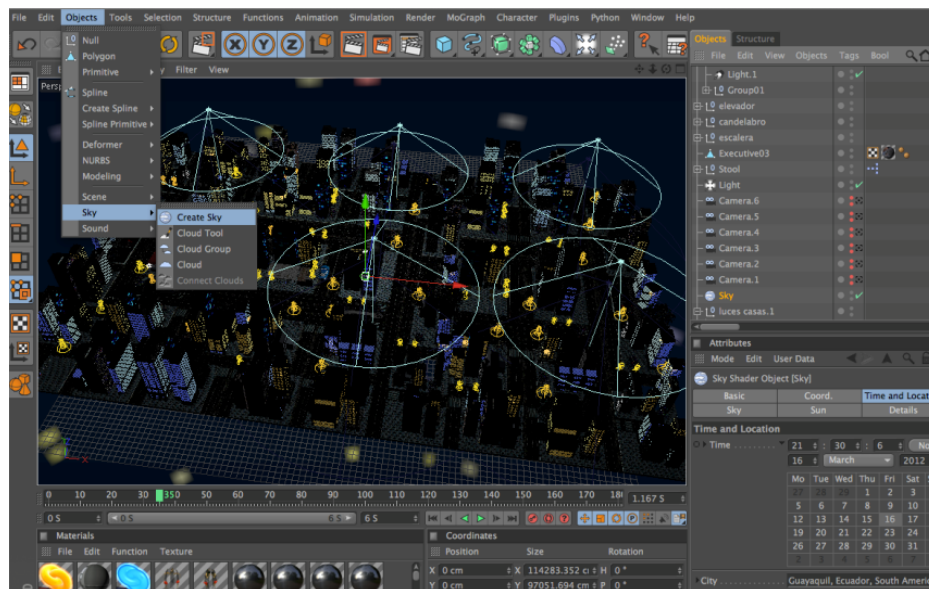 File Edit Objects Tools Selection Structure Functions Animation Simulation Render MoGraph Character Plugins Python Window Help
Null
Polygon
Primitive
Spline
Create Spline
Spline Primitive
Deformer
NURBS
Modeling
Scene
Sky
Sound
Create Sky
Cloud Tool
Cloud Group
Cloud
Connect Clouds
Filter View
Persp
X Y Z
0 10 20 30 350 50 60 70 80 90 100 110 120 130 140 150 160 170 18 1.167 S
0 S 0 S 6 S 6 S
Materials
File Edit Function Texture
Coordinates
Position Size Rotation
X 0 cm X 114283.352 c H 0 °
Y 0 cm Y 97051.694 cm P 0 °
Objects Structure
File Edit View Objects Tags Bool
Light.1
Group01
elevador
candelabro
escalera
Executive03
Stool
Light
Camera.6
Camera.5
Camera.4
Camera.3
Camera.2
Camera.1
Sky
luces casas.1
Attributes
Mode Edit User Data
Sky Shader Object [Sky]
Basic Coord. Time and Locat
Sky Sun Details
Time and Location
Time 21 : 30 : 6 No
16 March 2012
Mo Tue Wed Thu Fri Sat
27 28 29 1 2 3
5 6 7 8 9 10
12 13 14 15 16 17
19 20 21 22 23 24
26 27 28 29 30 31
2 3 4 5 6 7
City Guayaquil, Ecuador, South Ameri